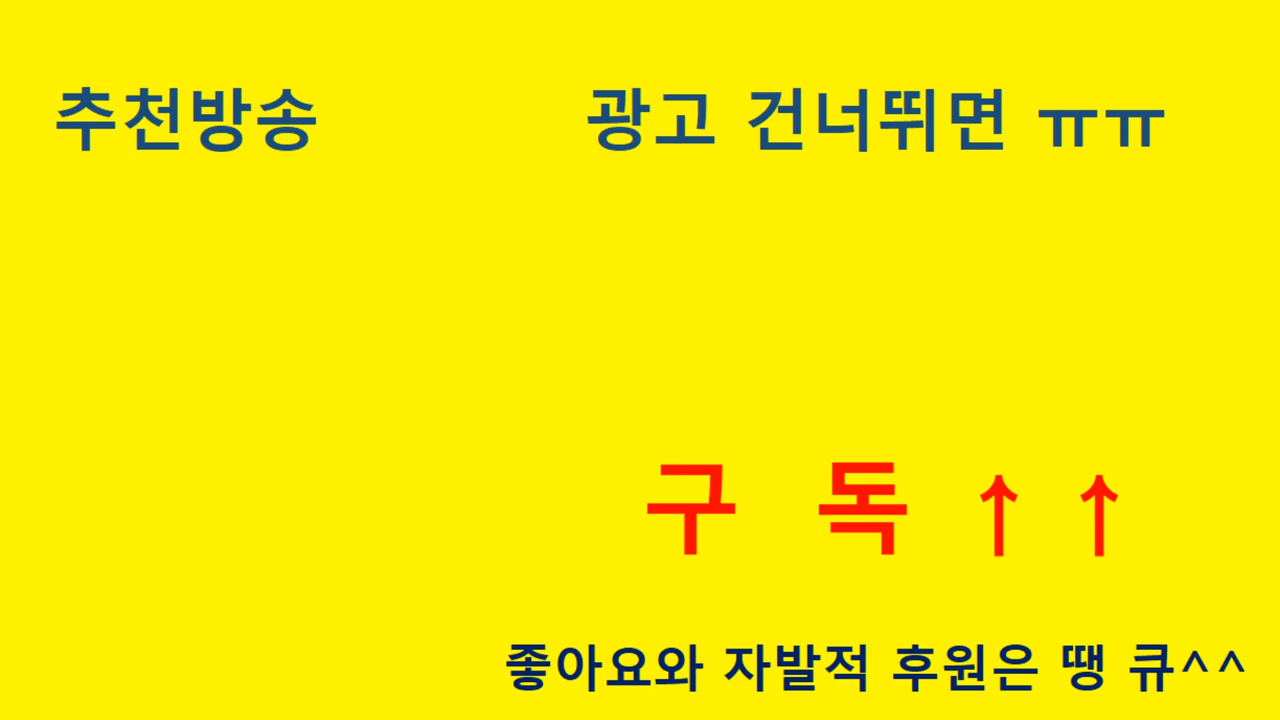 추천방송
광고 건너뛰면 ㅠㅠ
구 독 ↑ ↑
좋아요와 자발적 후원은 땡 큐^^